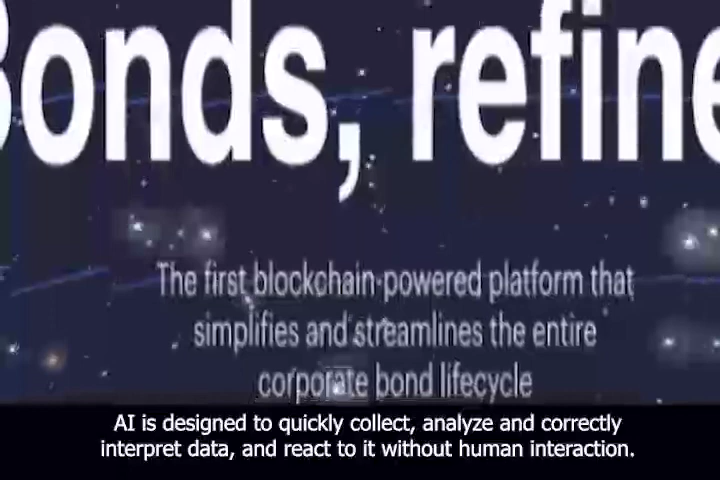 Bonds, refine
The first blockchain-powered platform that
simplifies and streamlines the entire
corporate bond lifecycle
AI is designed to quickly collect, analyze and correctly
interpret data, and react to it without human interaction.